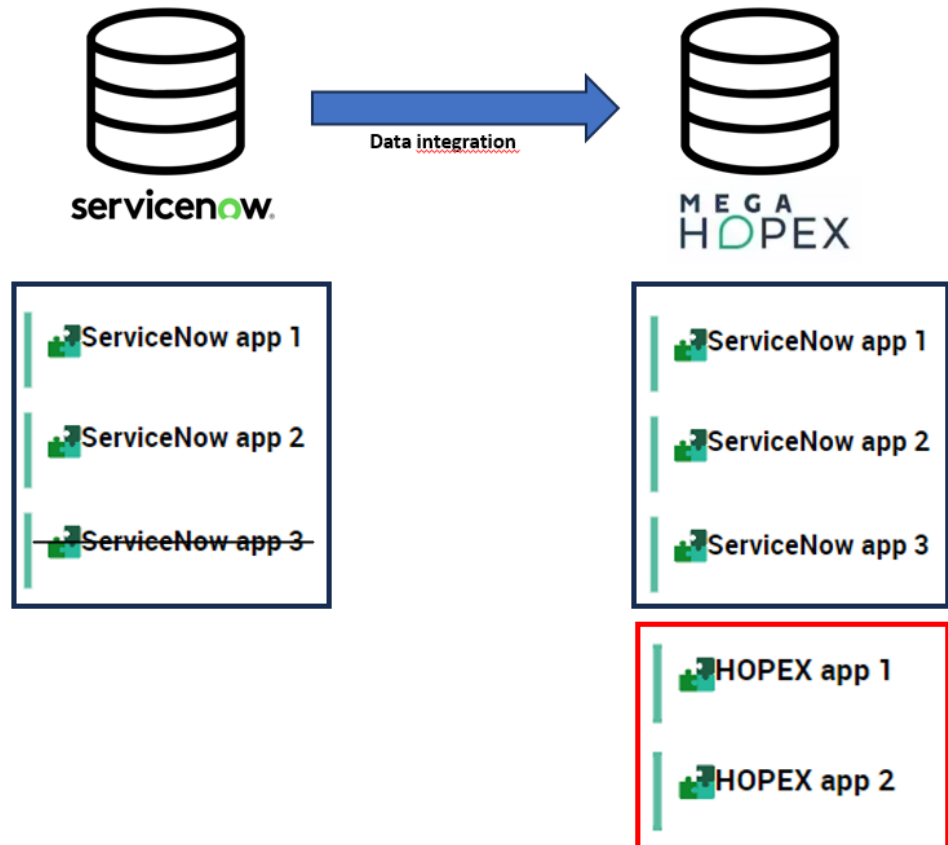 Data integration
servicenow.
MEGA
HOPEX
ServiceNow app 1
ServiceNow app 2
ServiceNow app 3
ServiceNow app 1
ServiceNow app 2
ServiceNow app 3
HOPEX app 1
HOPEX app 2